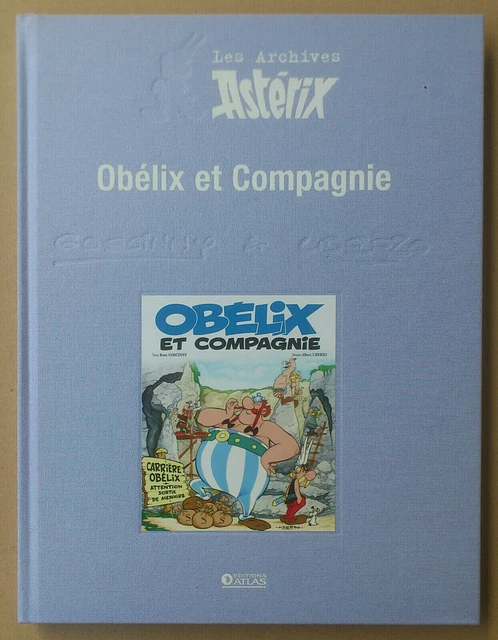 Les Archives
Astérix
Obélix et Compagnie
GOSCINNY & UDERZO
OBÉLIX
ET COMPAGNIE
Texte René GOSCINNY Dessins Albert UDERZO
CARRIÈRE
OBÉLIX
ATTENTION
SORTIE
DE MENHIRS
EDITIONS
ATLAS